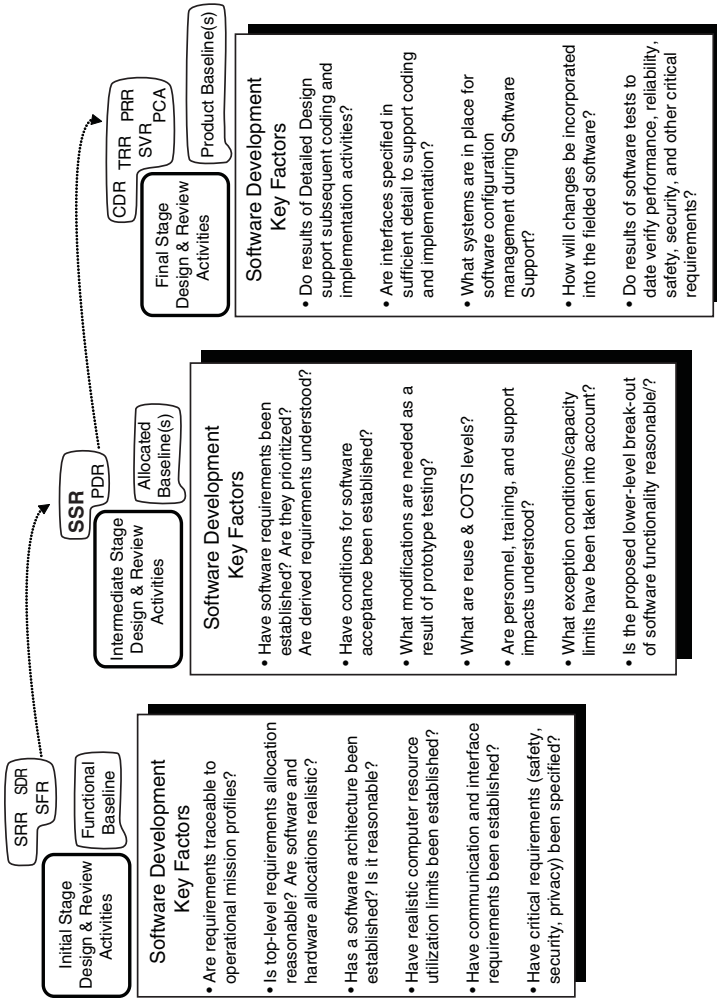 Initial Stage
Design & Review
Activities
SRR SDR
SFR
Functional
Baseline
Software Development
Key Factors
• Are requirements traceable to
operational mission profiles?
• Is top-level requirements allocation
reasonable? Are software and
hardware allocations realistic?
• Has a software architecture been
established? Is it reasonable?
• Have realistic computer resource
utilization limits been established?
• Have communication and interface
requirements been established?
• Have critical requirements (safety,
security, privacy) been specified?
Intermediate Stage
Design & Review
Activities
SSR
PDR
Allocated
Baseline(s)
Software Development
Key Factors
• Have software requirements been
established? Are they prioritized?
Are derived requirements understood?
• Have conditions for software
acceptance been established?
• What modifications are needed as a
result of prototype testing?
• What are reuse & COTS levels?
• Are personnel, training, and support
impacts understood?
• What exception conditions/capacity
limits have been taken into account?
• Is the proposed lower-level break-out
of software functionality reasonable/?
Final Stage
Design & Review
Activities
CDR TRR PRR
SVR
PCA
Product Baseline(s)
Software Development
Key Factors
• Do results of Detailed Design
support subsequent coding and
implementation activities?
• Are interfaces specified in
sufficient detail to support coding
and implementation?
• What systems are in place for
software configuration
management during Software
Support?
• How will changes be incorporated
into the fielded software?
• Do results of software tests to
date verify performance, reliability,
safety, security, and other critical
requirements?